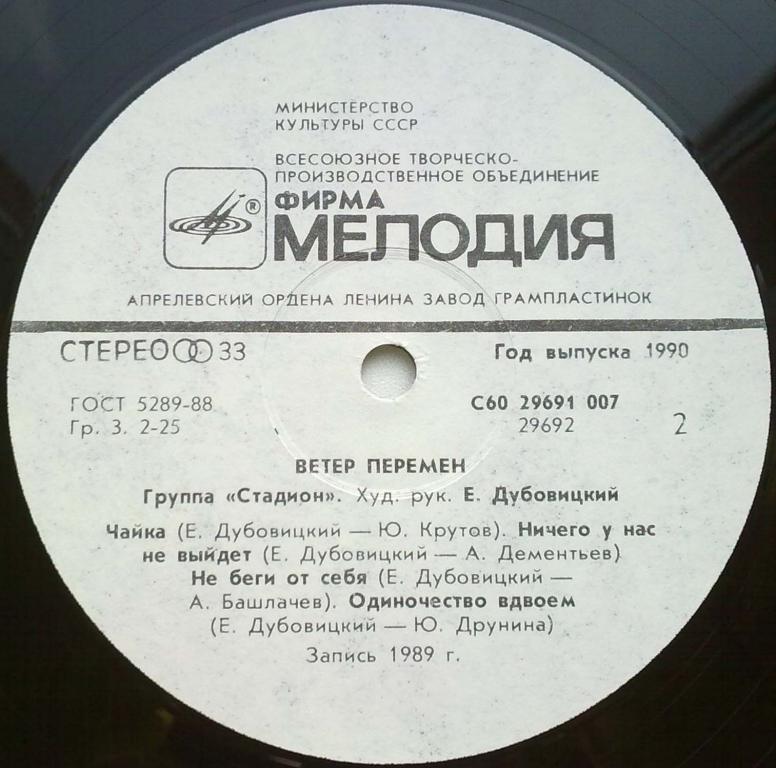 МИНИСТЕРСТВО
КУЛЬТУРЫ СССР
ВСЕСОЮЗНОЕ ТВОРЧЕСКО-
ПРОИЗВОДСТВЕННОЕ ОБЪЕДИНЕНИЕ
ФИРМА
® МЕЛОДИЯ
АПРЕЛЕВСКИЙ ОРДЕНА ЛЕНИНА ЗАВОД ГРАМПЛАСТИНОК
СТЕРЕО 33 Год выпуска 1990
ГОСТ 5289-88 С60 29691 007
Гр. 3. 2-25 29692 2
ВЕТЕР ПЕРЕМЕН
Группа «Стадион». Худ. рук. Е. Дубовицкий
Чайка (Е. Дубовицкий — Ю. Крутов). Ничего у нас
не выйдет (Е. Дубовицкий — А. Дементьев)
Не беги от себя (Е. Дубовицкий —
А. Башлачев). Одиночество вдвоем
(Е. Дубовицкий — Ю. Друнина)
Запись 1989 г.